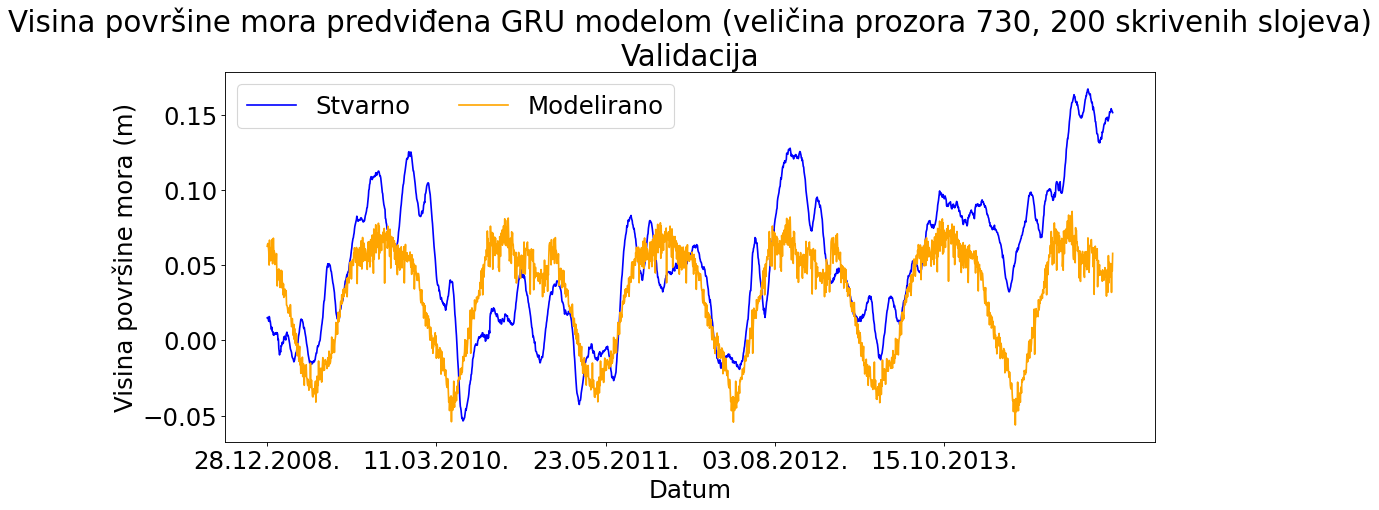 Visina površine mora predviđena GRU modelom (veličina prozora 730, 200 skrivenih slojeva)
Validacija
Stvarno Modelirano
Visina površine mora (m)
0.15
0.10
0.05
0.00
−0.05
28.12.2008. 11.03.2010. 23.05.2011. 03.08.2012. 15.10.2013.
Datum